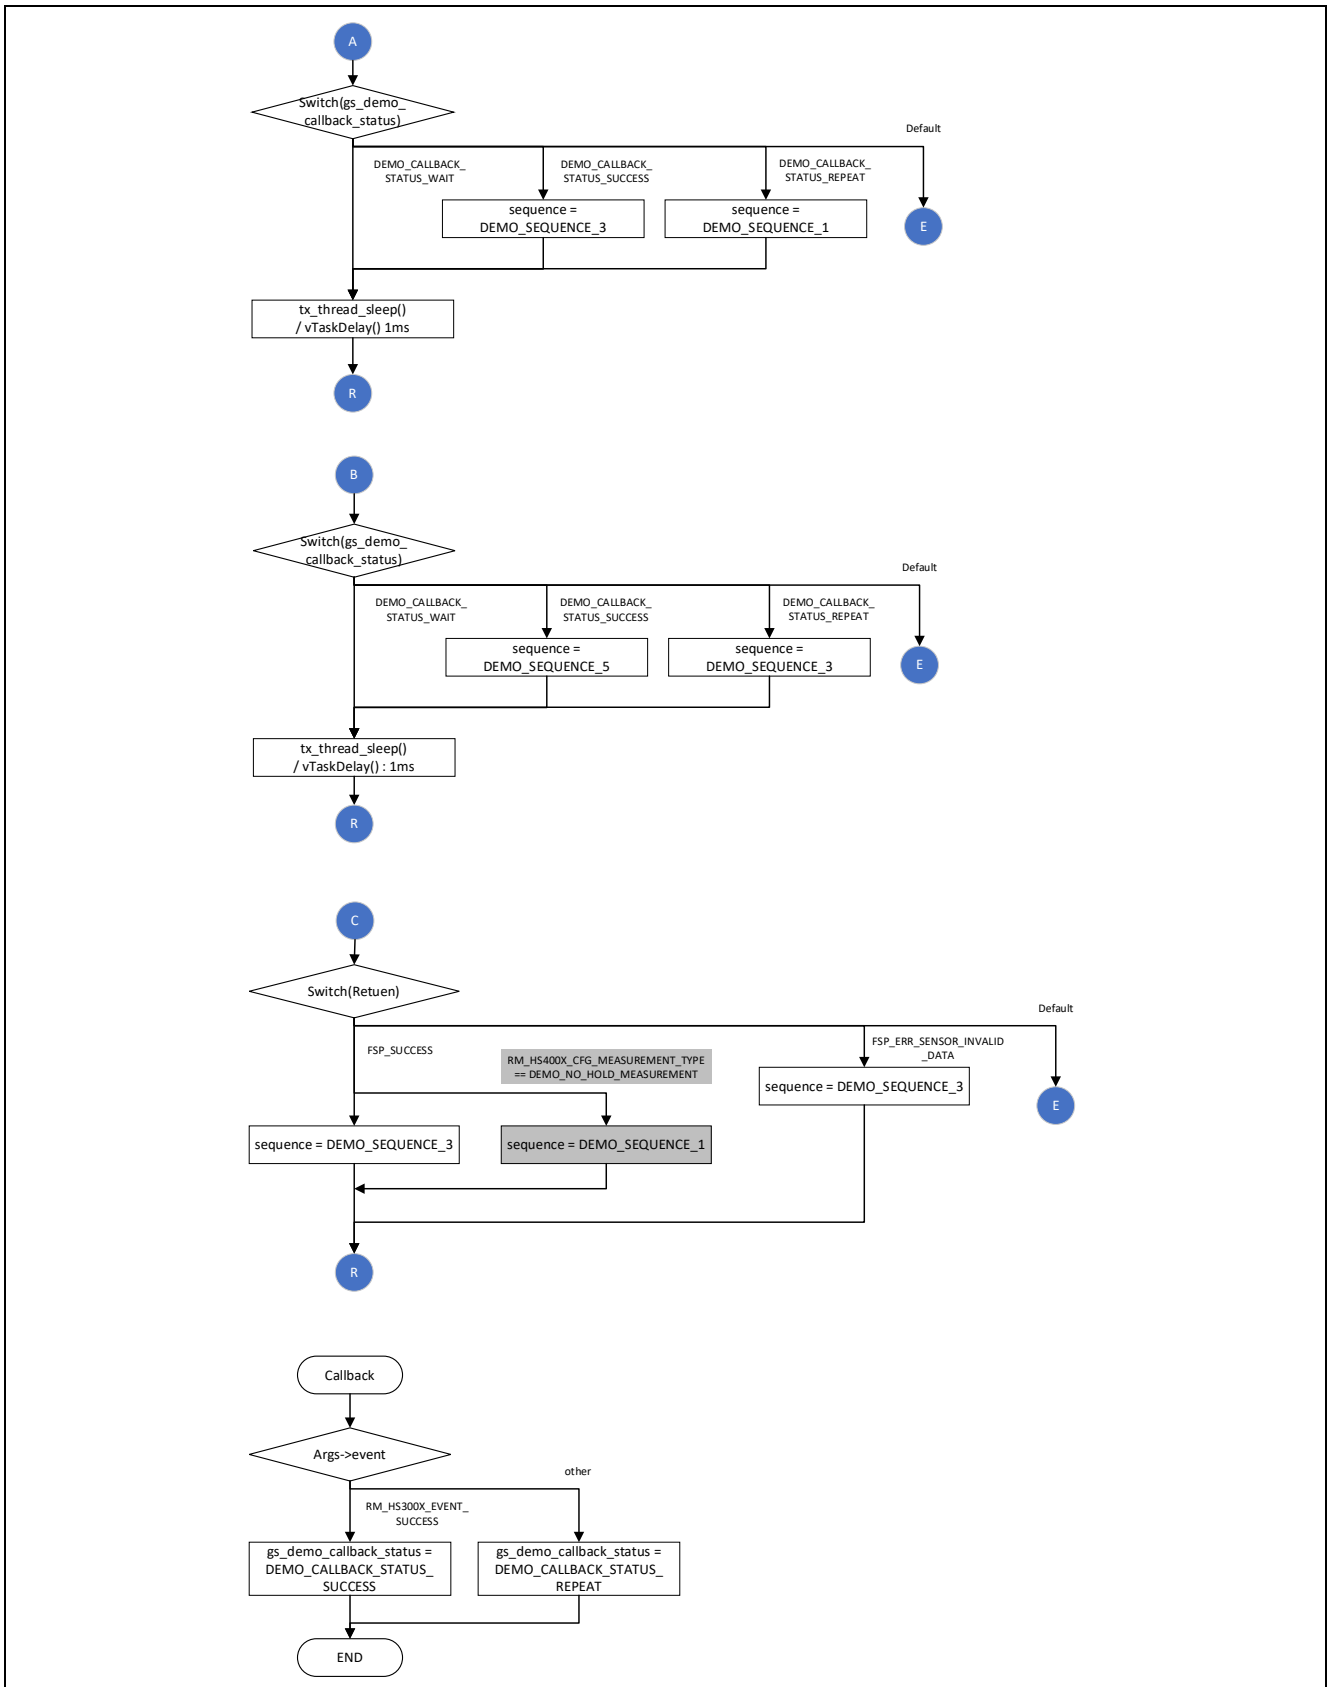 A
Switch(gs_demo_
callback_status)
Default
DEMO_CALLBACK_
STATUS_WAIT
DEMO_CALLBACK_
STATUS_SUCCESS
DEMO_CALLBACK_
STATUS_REPEAT
sequence =
DEMO_SEQUENCE_3
sequence =
DEMO_SEQUENCE_1
E
tx_thread_sleep()
/ vTaskDelay() 1ms
R
B
Switch(gs_demo_
callback_status)
Default
DEMO_CALLBACK_
STATUS_WAIT
DEMO_CALLBACK_
STATUS_SUCCESS
DEMO_CALLBACK_
STATUS_REPEAT
sequence =
DEMO_SEQUENCE_5
sequence =
DEMO_SEQUENCE_3
E
tx_thread_sleep()
/ vTaskDelay() : 1ms
R
C
Switch(Retuen)
Default
FSP_SUCCESS
RM_HS400X_CFG_MEASUREMENT_TYPE
== DEMO_NO_HOLD_MEASUREMENT
FSP_ERR_SENSOR_INVALID
_DATA
sequence = DEMO_SEQUENCE_3
E
sequence = DEMO_SEQUENCE_3
sequence = DEMO_SEQUENCE_1
R
Callback
Args->event
other
RM_HS300X_EVENT_
SUCCESS
gs_demo_callback_status =
DEMO_CALLBACK_STATUS_
SUCCESS
gs_demo_callback_status =
DEMO_CALLBACK_STATUS_
REPEAT
END